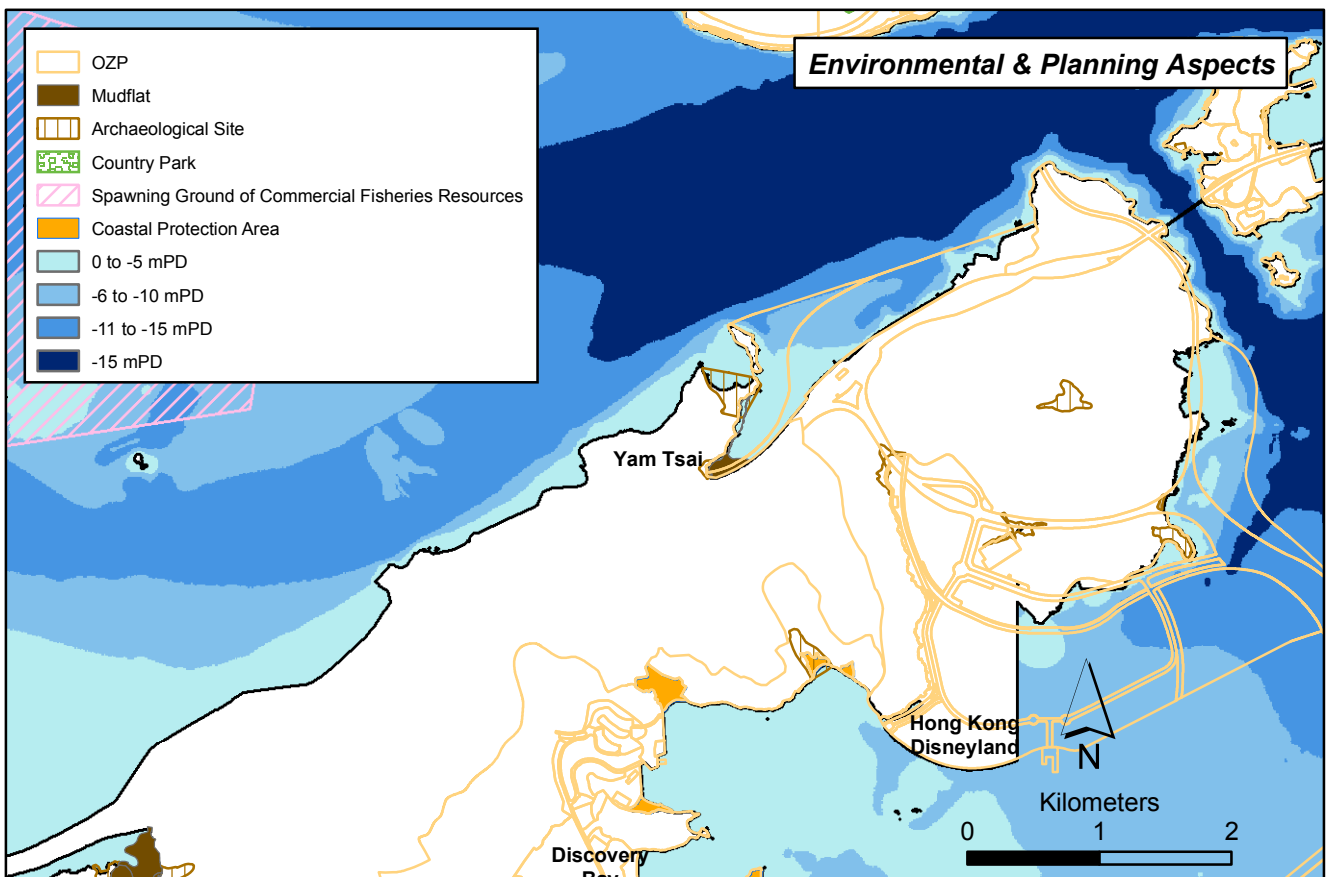 Environmental & Planning Aspects
OZP
Mudflat
Archaeological Site
Country Park
Spawning Ground of Commercial Fisheries Resources
Coastal Protection Area
0 to -5 mPD
-6 to -10 mPD
-11 to -15 mPD
-15 mPD
Yam Tsai
Hong Kong
Disneyland
N
Kilometers
0 1 2
Discovery
Bay